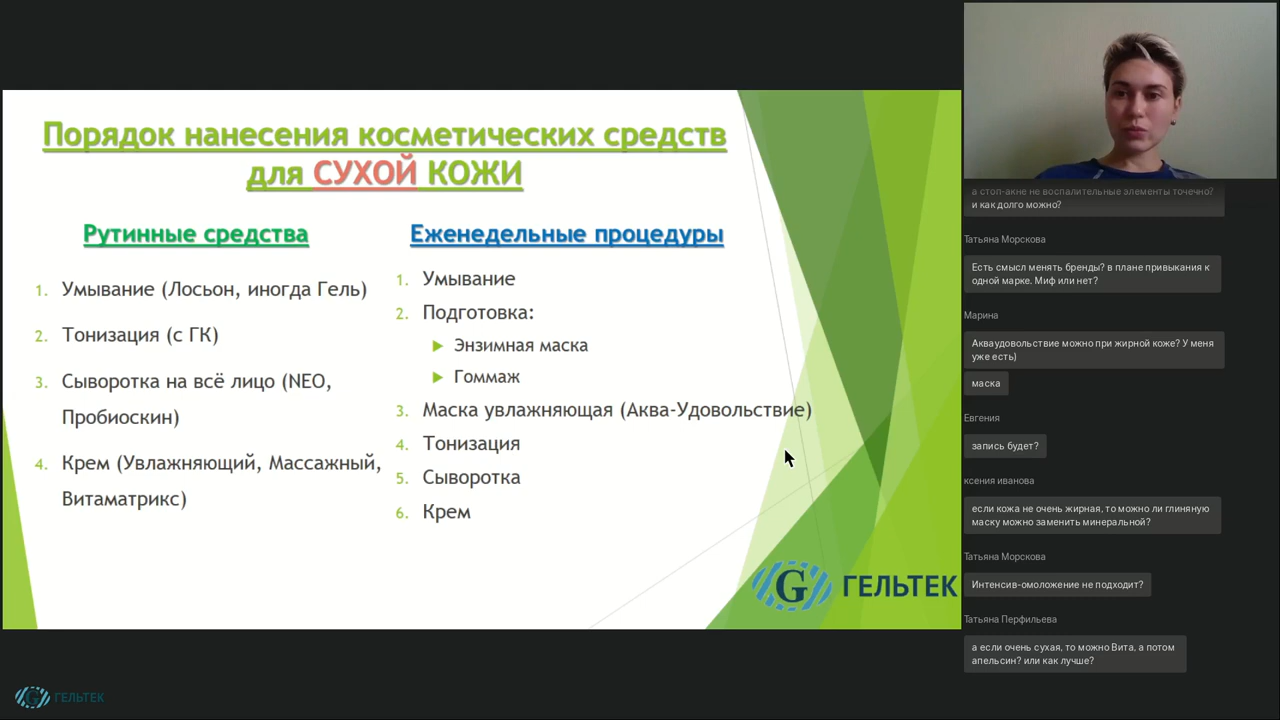 Порядок нанесения косметических средств
для СУХОЙ КОЖИ
Рутинные средства
1. Умывание (Лосьон, иногда Гель)
2. Тонизация (с ГК)
3. Сыворотка на всё лицо (NEO,
Пробиоскин)
4. Крем (Увлажняющий, Массажный,
Витаматрикс)
Еженедельные процедуры
1. Умывание
2. Подготовка:
Энзимная маска
Гоммаж
3. Маска увлажняющая (Аква-Удовольствие)
4. Тонизация
5. Сыворотка
6. Крем
G ГЕЛЬТЕК
а стоп-акне не воспалительные элементы точечно?
и как долго можно?
Татьяна Морскова
Есть смысл менять бренды? в плане привыкания к
одной марке. Миф или нет?
Марина
Акваудовольствие можно при жирной коже? У меня
уже есть)
маска
Евгения
запись будет?
ксения иванова
если кожа не очень жирная, то можно ли глиняную
маску можно заменить минеральной?
Татьяна Морскова
Интенсив-омоложение не подходит?
Татьяна Перфильева
а если очень сухая, то можно Вита, а потом
апельсин? или как лучше?
G ГЕЛЬТЕК